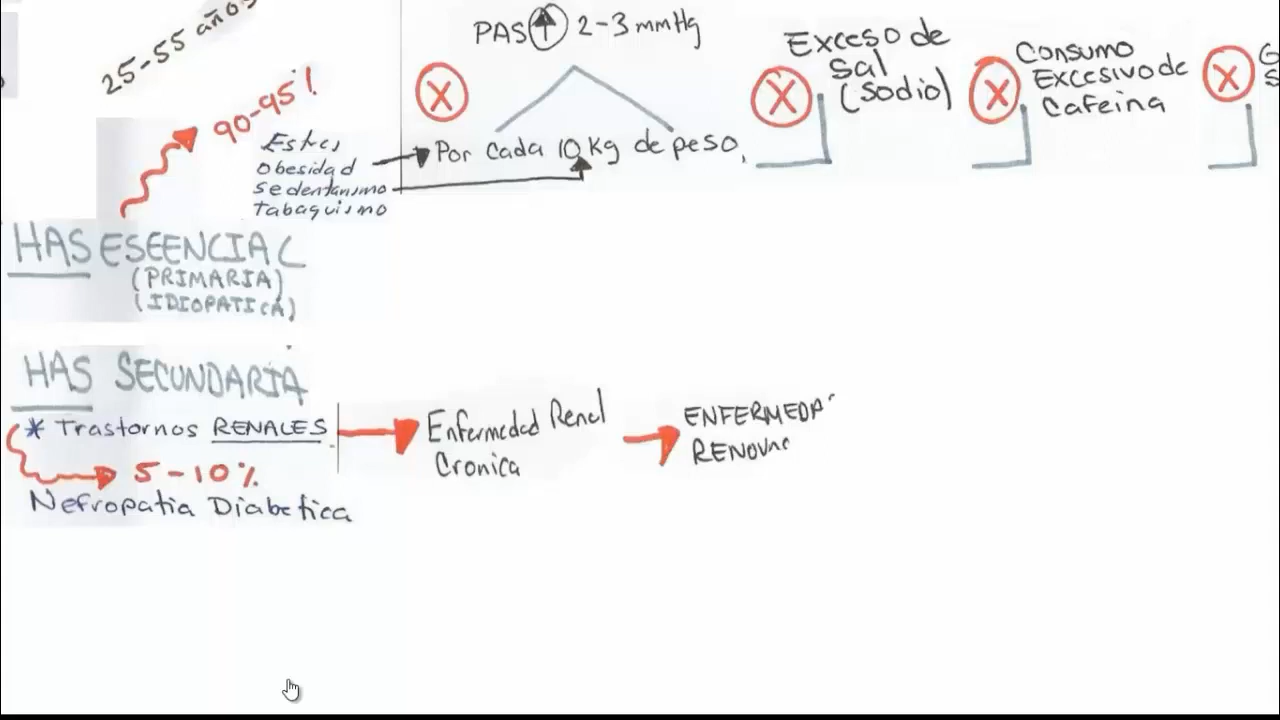 25-55 años
90-95%
Estres
obesidad
sedentarismo
tabaquismo
PAS 2-3 mmHg
Por cada 10 Kg de peso.
X
EXCESO de
Sal
(Sodio)
X
CONSUMO
EXCESIVO de
Cafeina
X
X
HAS ESEENCIAL
(PRIMARIA)
(IDIOPATICA)
HAS SECUNDARIA
* Trastornos RENALES
5-10%
Nefropatia Diabetica
Enfermedad Renal
Cronica
ENFERMEDA
RENOV